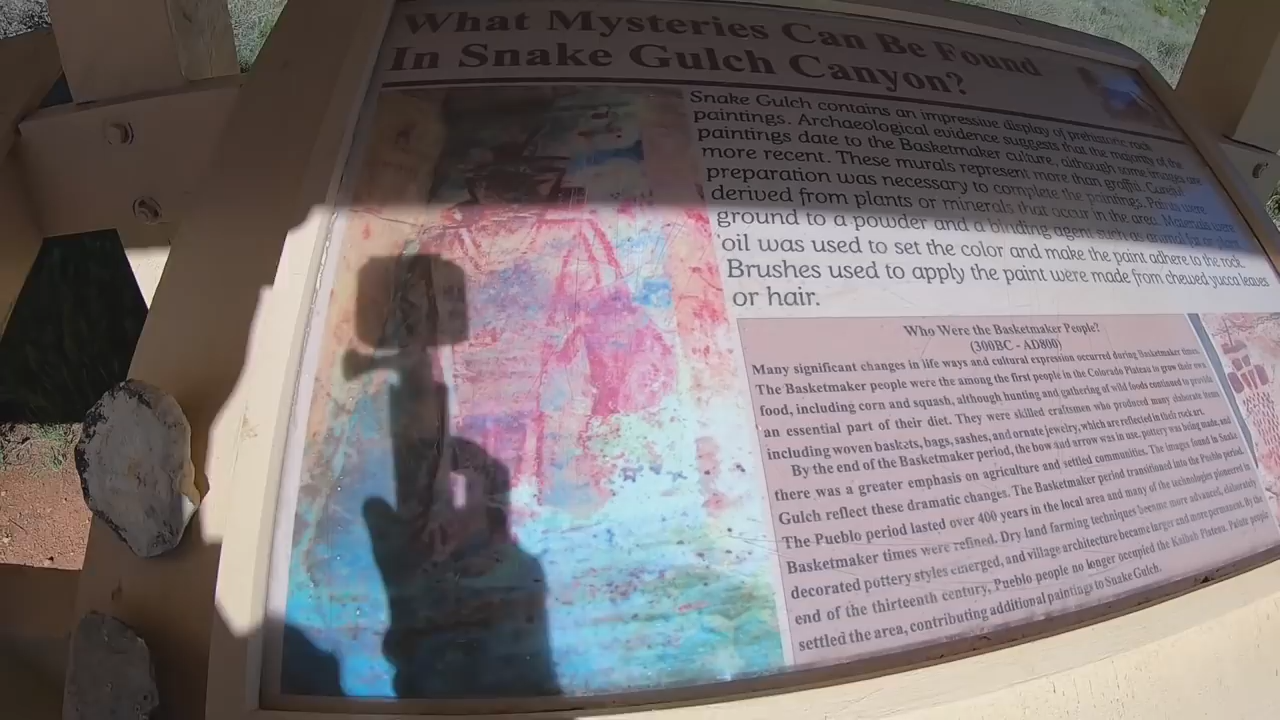 What Mysteries Can Be Found
In Snake Gulch Canyon?
Snake Gulch contains an impressive display of prehistoric rock
paintings. Archaeological evidence suggests that the majority of the
paintings date to the Basketmaker culture, although some images are
more recent. These murals represent more than graffiti. Careful
preparation was necessary to complete the paintings. Paints were
derived from plants or minerals that occur in the area. Materials were
ground to a powder and a binding agent such as animal fat or plant
oil was used to set the color and make the paint adhere to the rock.
Brushes used to apply the paint were made from chewed yucca leaves
or hair.
Who Were the Basketmaker People?
(300BC - AD800)
Many significant changes in life ways and cultural expression occurred during Basketmaker times.
The Basketmaker people were the among the first people in the Colorado Plateau to grow their own
food, including corn and squash, although hunting and gathering of wild foods continued to provide
an essential part of their diet. They were skilled craftsmen who produced many elaborate items
including woven baskets, bags, sashes, and ornate jewelry, which are reflected in their rock art.
By the end of the Basketmaker period, the bow and arrow was in use, pottery was being made, and
there was a greater emphasis on agriculture and settled communities. The images found in Snake
Gulch reflect these dramatic changes. The Basketmaker period transitioned into the Pueblo period.
The Pueblo period lasted over 400 years in the local area and many of the technologies pioneered in
Basketmaker times were refined. Dry land farming techniques became more advanced, elaborately
decorated pottery styles emerged, and village architecture became larger and more permanent. By the
end of the thirteenth century, Pueblo people no longer occupied the Kaibab Plateau. Paiute people
settled the area, contributing additional paintings to Snake Gulch.